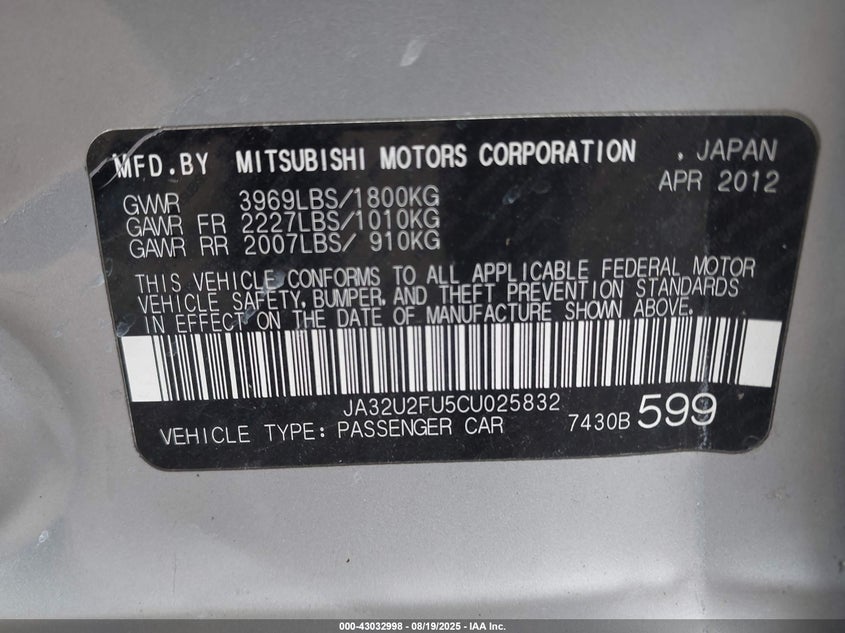 MFD.BY MITSUBISHI MOTORS CORPORATION . JAPAN
APR 2012
GVWR 3969LBS/1800KG
GAWR FR 2227LBS/1010KG
GAWR RR 2007LBS/ 910KG
THIS VEHICLE CONFORMS TO ALL APPLICABLE FEDERAL MOTOR
VEHICLE SAFETY, BUMPER, AND THEFT PREVENTION STANDARDS
IN EFFECT ON THE DATE OF MANUFACTURE SHOWN ABOVE.
JA32U2FU5CU025832
VEHICLE TYPE: PASSENGER CAR 7430B 599
000-43032998 - 08/19/2025 - IAA Inc.